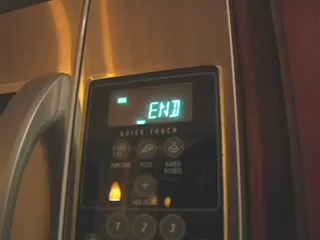 END
QUICK TOUCH
POPCORN PIZZA BAKED
POTATO
1 2 3